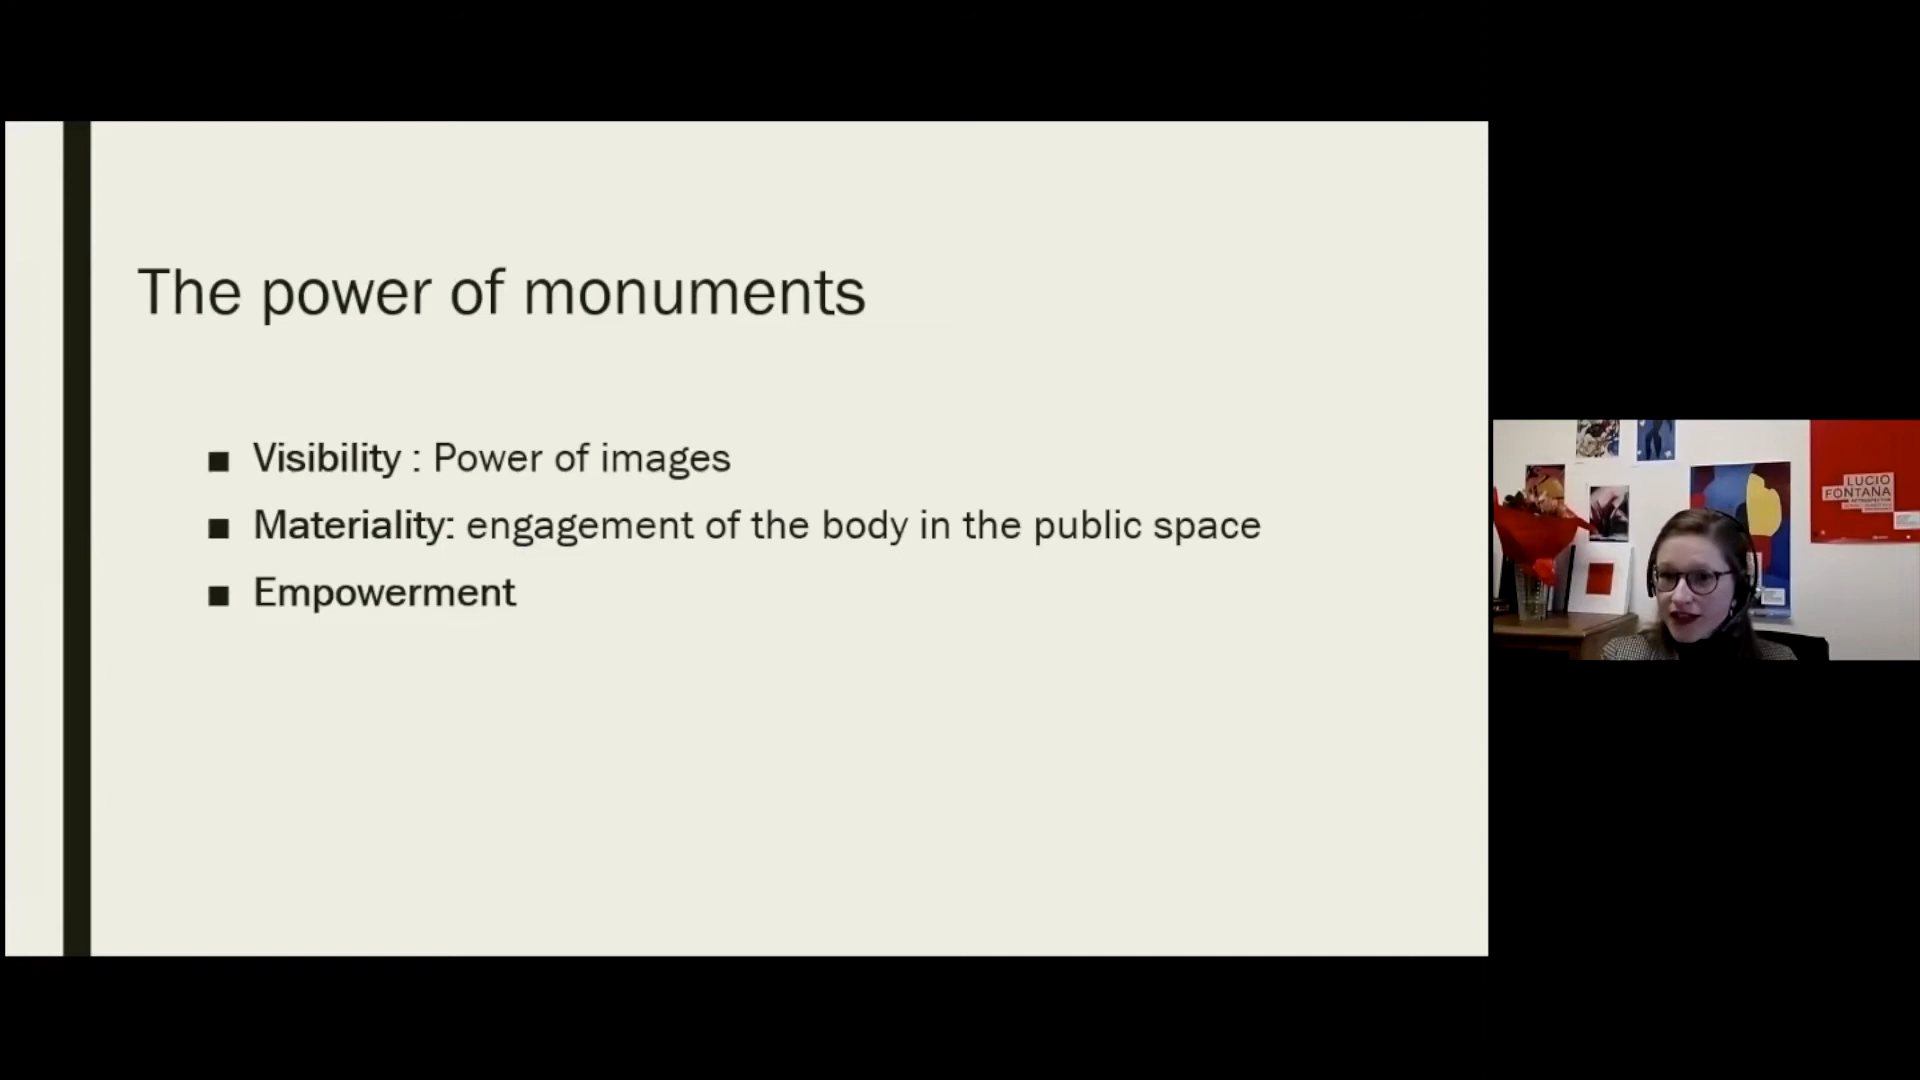 The power of monuments
■ Visibility : Power of images
■ Materiality: engagement of the body in the public space
■ Empowerment
LUCIO
FONTANA